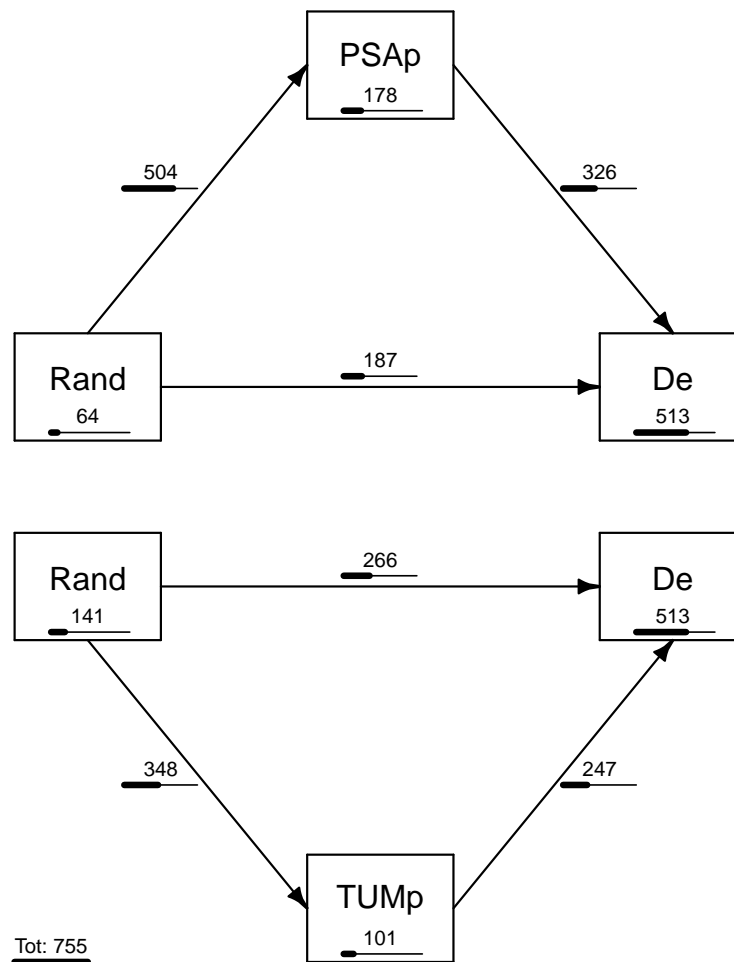 PSAp
178
504
326
187
Rand
64
De
513
266
Rand
141
De
513
348
247
TUMp
101
Tot: 755